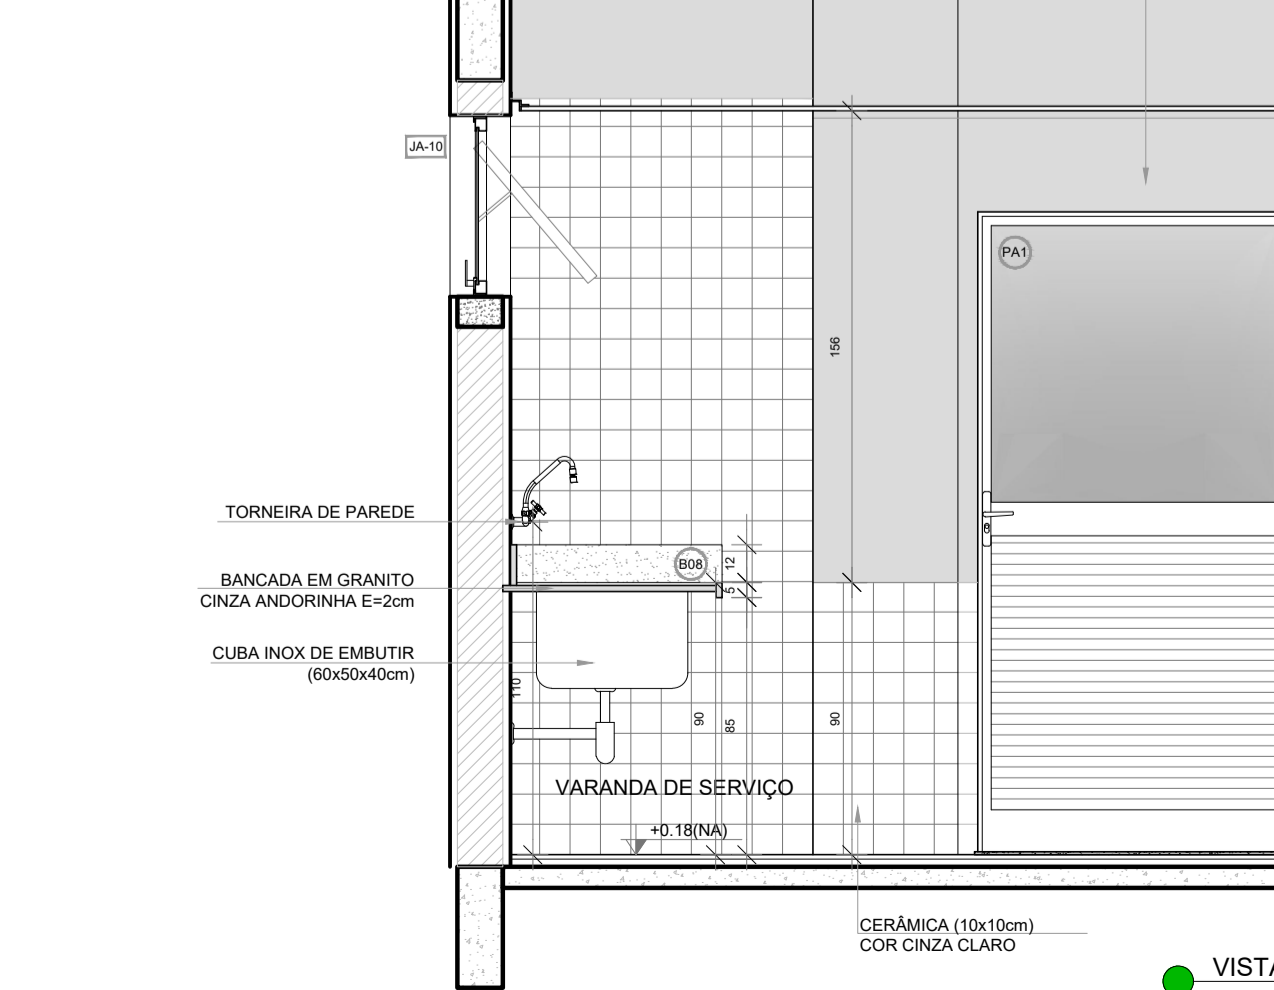 JA-10
PA1
156
TORNEIRA DE PAREDE
B08
12
5
BANCADA EM GRANITO
CINZA ANDORINHA E=2cm
CUBA INOX DE EMBUTIR
(60x50x40cm)
110
90
85
90
VARANDA DE SERVIÇO
+0.18(NA)
CERÂMICA (10x10cm)
COR CINZA CLARO
VISTA